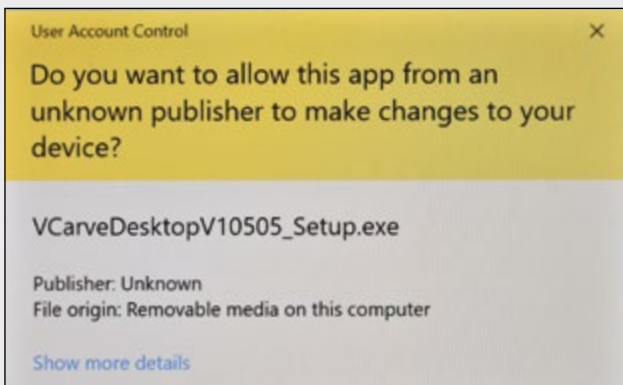 User Account Control
Do you want to allow this app from an
unknown publisher to make changes to your
device?
VCarveDesktopV10505_Setup.exe
Publisher: Unknown
File origin: Removable media on this computer
Show more details